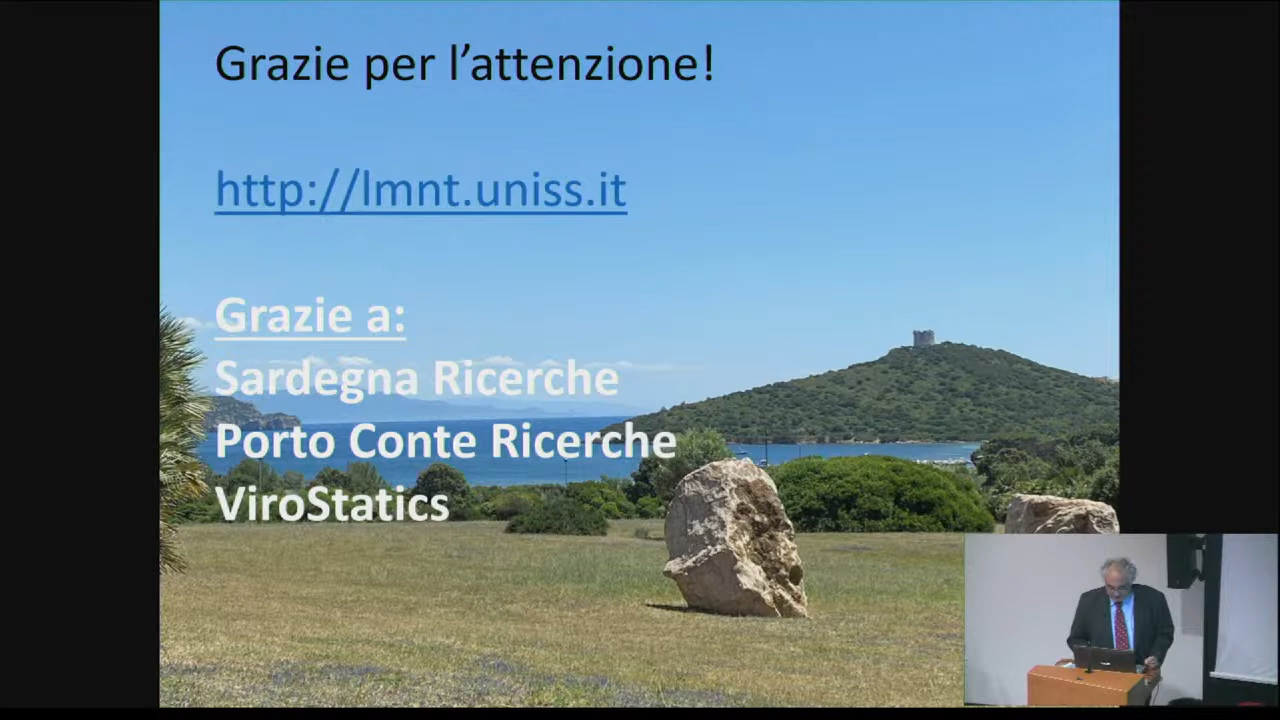 Grazie per l’attenzione!
http://lmnt.uniss.it
Grazie a:
Sardegna Ricerche
Porto Conte Ricerche
ViroStatics